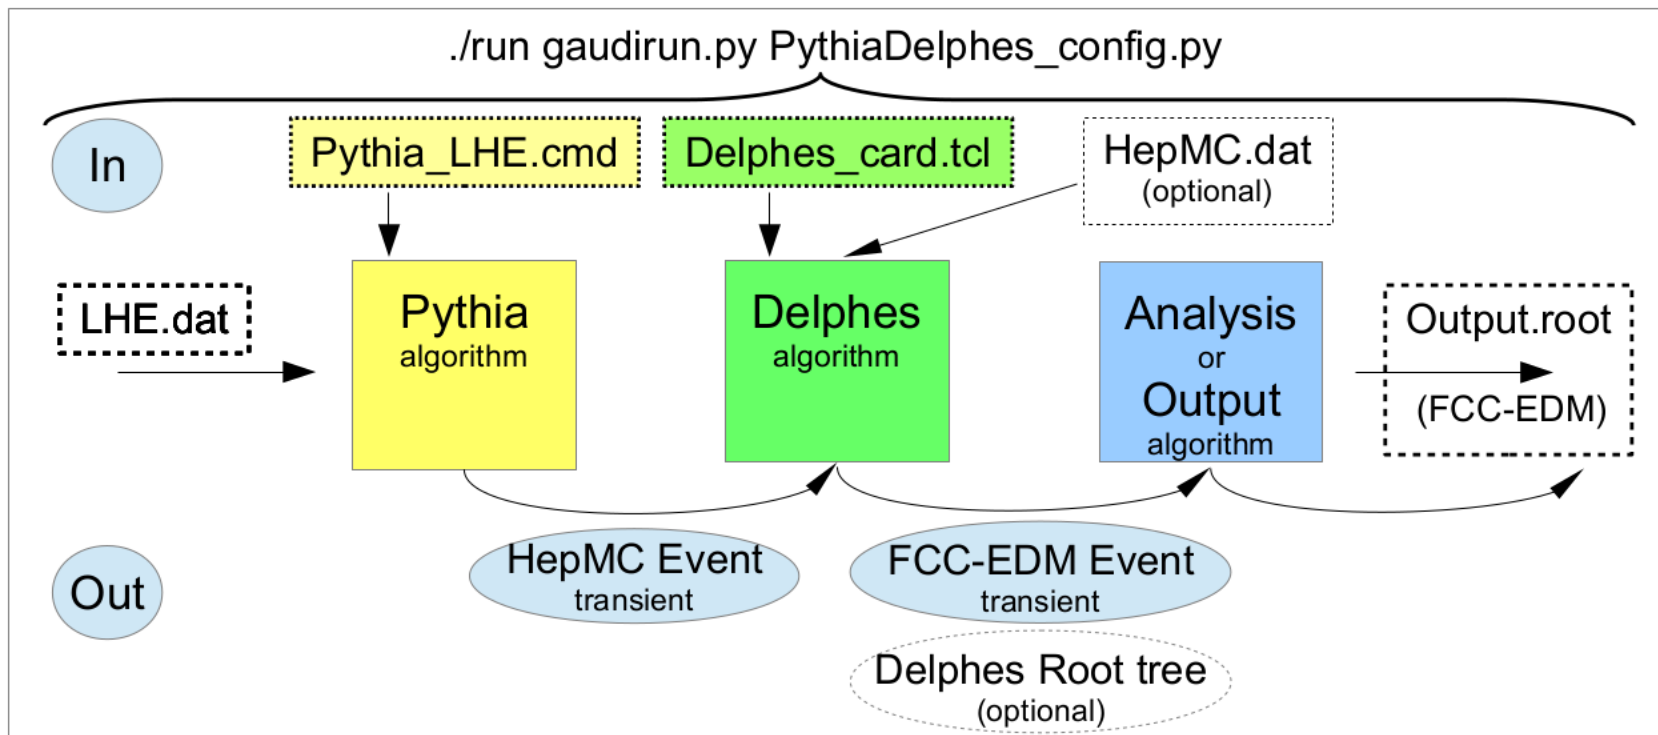 ./run gaudirun.py PythiaDelphes_config.py
In
Pythia_LHE.cmd
Delphes_card.tcl
HepMC.dat
(optional)
LHE.dat
Pythia
algorithm
Delphes
algorithm
Analysis
or
Output
algorithm
Output.root
(FCC-EDM)
Out
HepMC Event
transient
FCC-EDM Event
transient
Delphes Root tree
(optional)